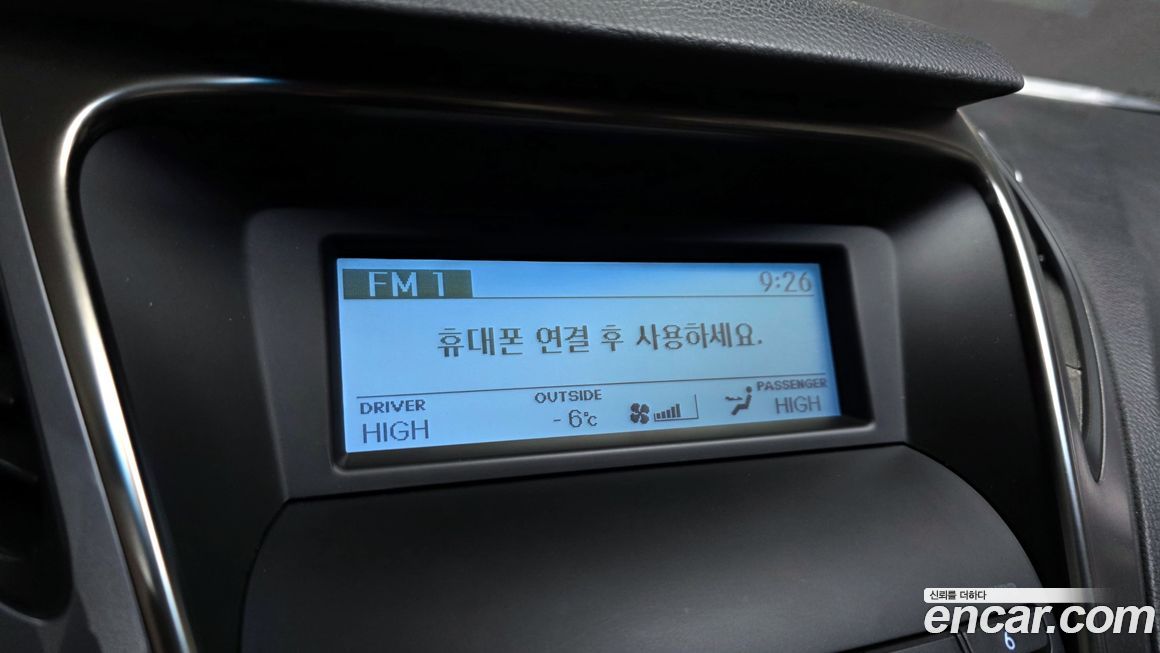 FM 1 9:26
휴대폰 연결 후 사용하세요.
DRIVER OUTSIDE PASSENGER
HIGH -6°c HIGH
신뢰를 더하다
encar.com
6